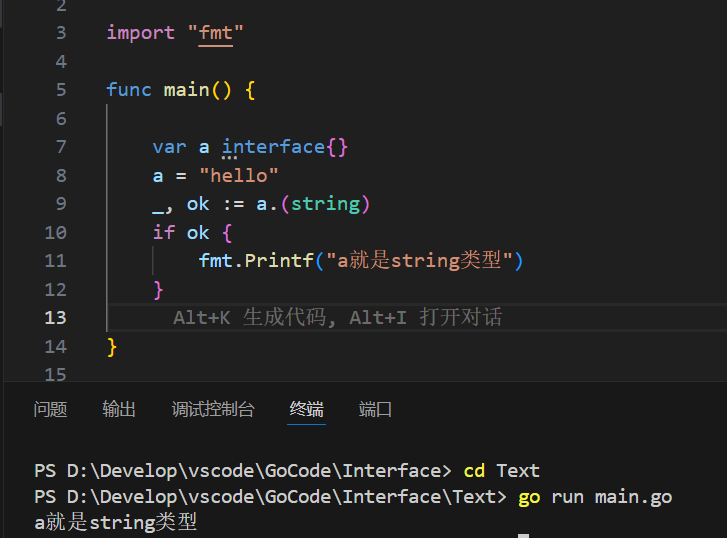 2
3 import "fmt"
4
5 func main() {
6
7 var a interface{}
8 a = "hello"
9 _, ok := a.(string)
10 if ok {
11 fmt.Printf("a就是string类型")
12 }
13 Alt+K 生成代码, Alt+I 打开对话
14 }
15
问题 输出 调试控制台 终端 端口
PS D:\Develop\vscode\GoCode\Interface> cd Text
PS D:\Develop\vscode\GoCode\Interface\Text> go run main.go
a就是string类型